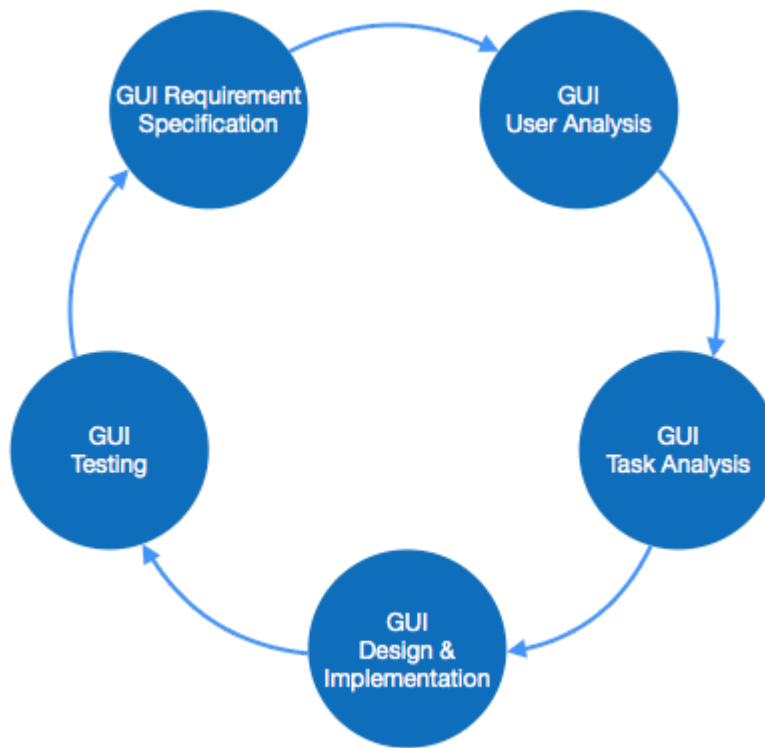 GUI Requirement
Specification
GUI
User Analysis
GUI
Task Analysis
GUI
Design &
Implementation
GUI
Testing